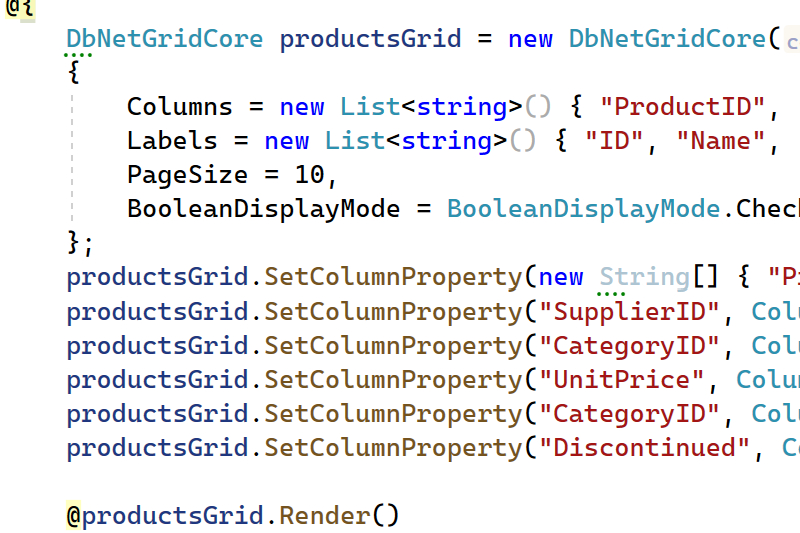 @{
DbNetGridCore productsGrid = new DbNetGridCore(
{
Columns = new List<string>() { "ProductID",
Labels = new List<string>() { "ID", "Name",
PageSize = 10,
BooleanDisplayMode = BooleanDisplayMode.Check
};
productsGrid.SetColumnProperty(new String[] { "P
productsGrid.SetColumnProperty("SupplierID", Colu
productsGrid.SetColumnProperty("CategoryID", Colu
productsGrid.SetColumnProperty("UnitPrice", Colum
productsGrid.SetColumnProperty("CategoryID", Colu
productsGrid.SetColumnProperty("Discontinued", Co
@productsGrid.Render()